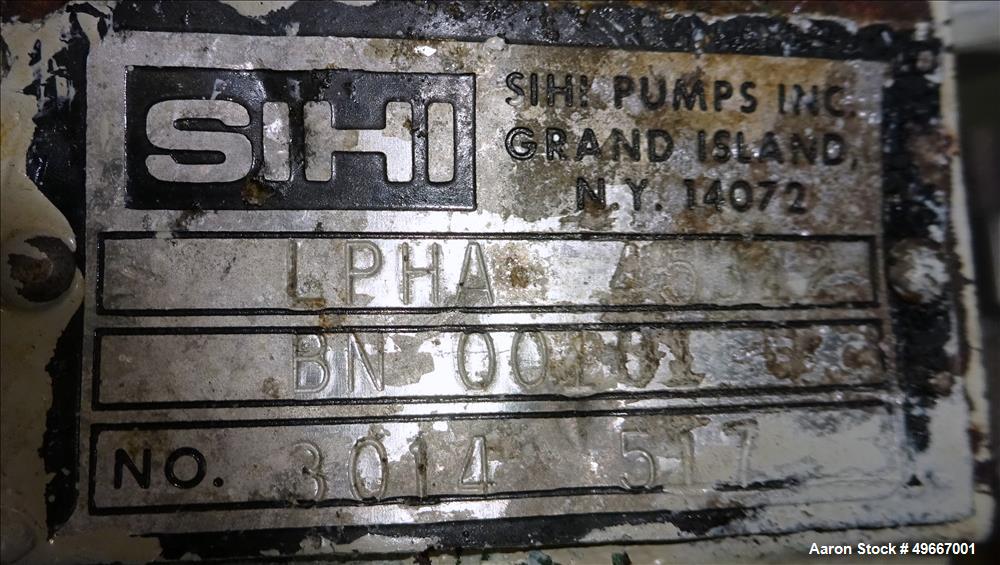 SIHI
SIHI PUMPS INC.
GRAND ISLAND,
N.Y. 14072
LPHA
BN
NO. 3014 517
Aaron Stock # 49667001